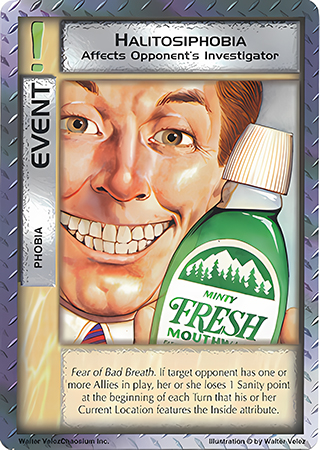 Halitosiphobia
Affects Opponent's Investigator
EVENT!
PHOBIA
MINTY
FRESH
MOUTHW
Fear of Bad Breath. If target opponent has one or
more Allies in play, her or she loses 1 Sanity point
at the beginning of each Turn that his or her
Current Location features the Inside attribute.
Walter VelezChaosium Inc.
Illustration © by Walter Velez